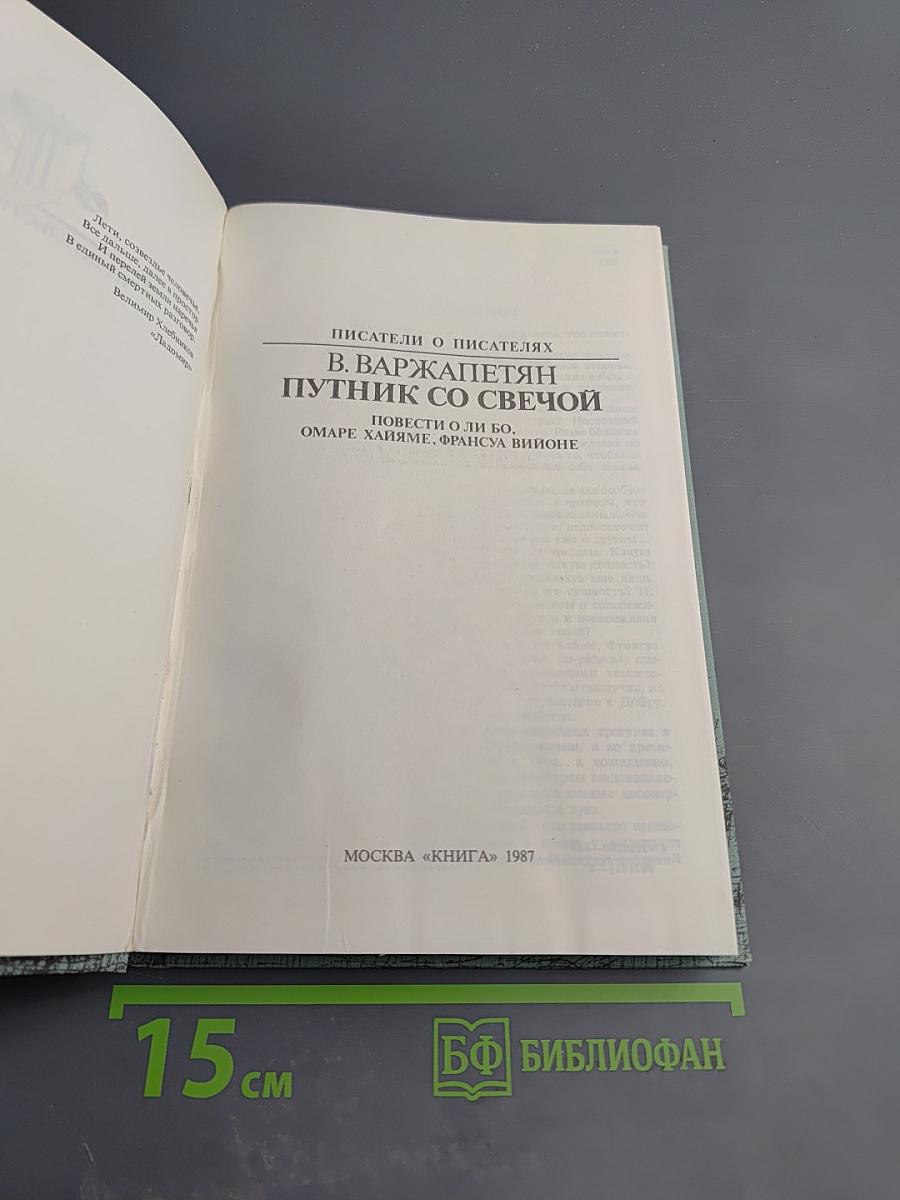 Лети, созвездье человечье,
Все дальше, далее в простор
И перелей земли наречья
В единый смертных разговор.
Велимир Хлебников
«Ладомир»
ПИСАТЕЛИ О ПИСАТЕЛЯХ
В. ВАРЖАПЕТЯН
ПУТНИК СО СВЕЧОЙ
ПОВЕСТИ О ЛИ БО,
ОМАРЕ ХАЙЯМЕ, ФРАНСУА ВИЙОНЕ
МОСКВА «КНИГА» 1987
15 см
БФ БИБЛИОФАН